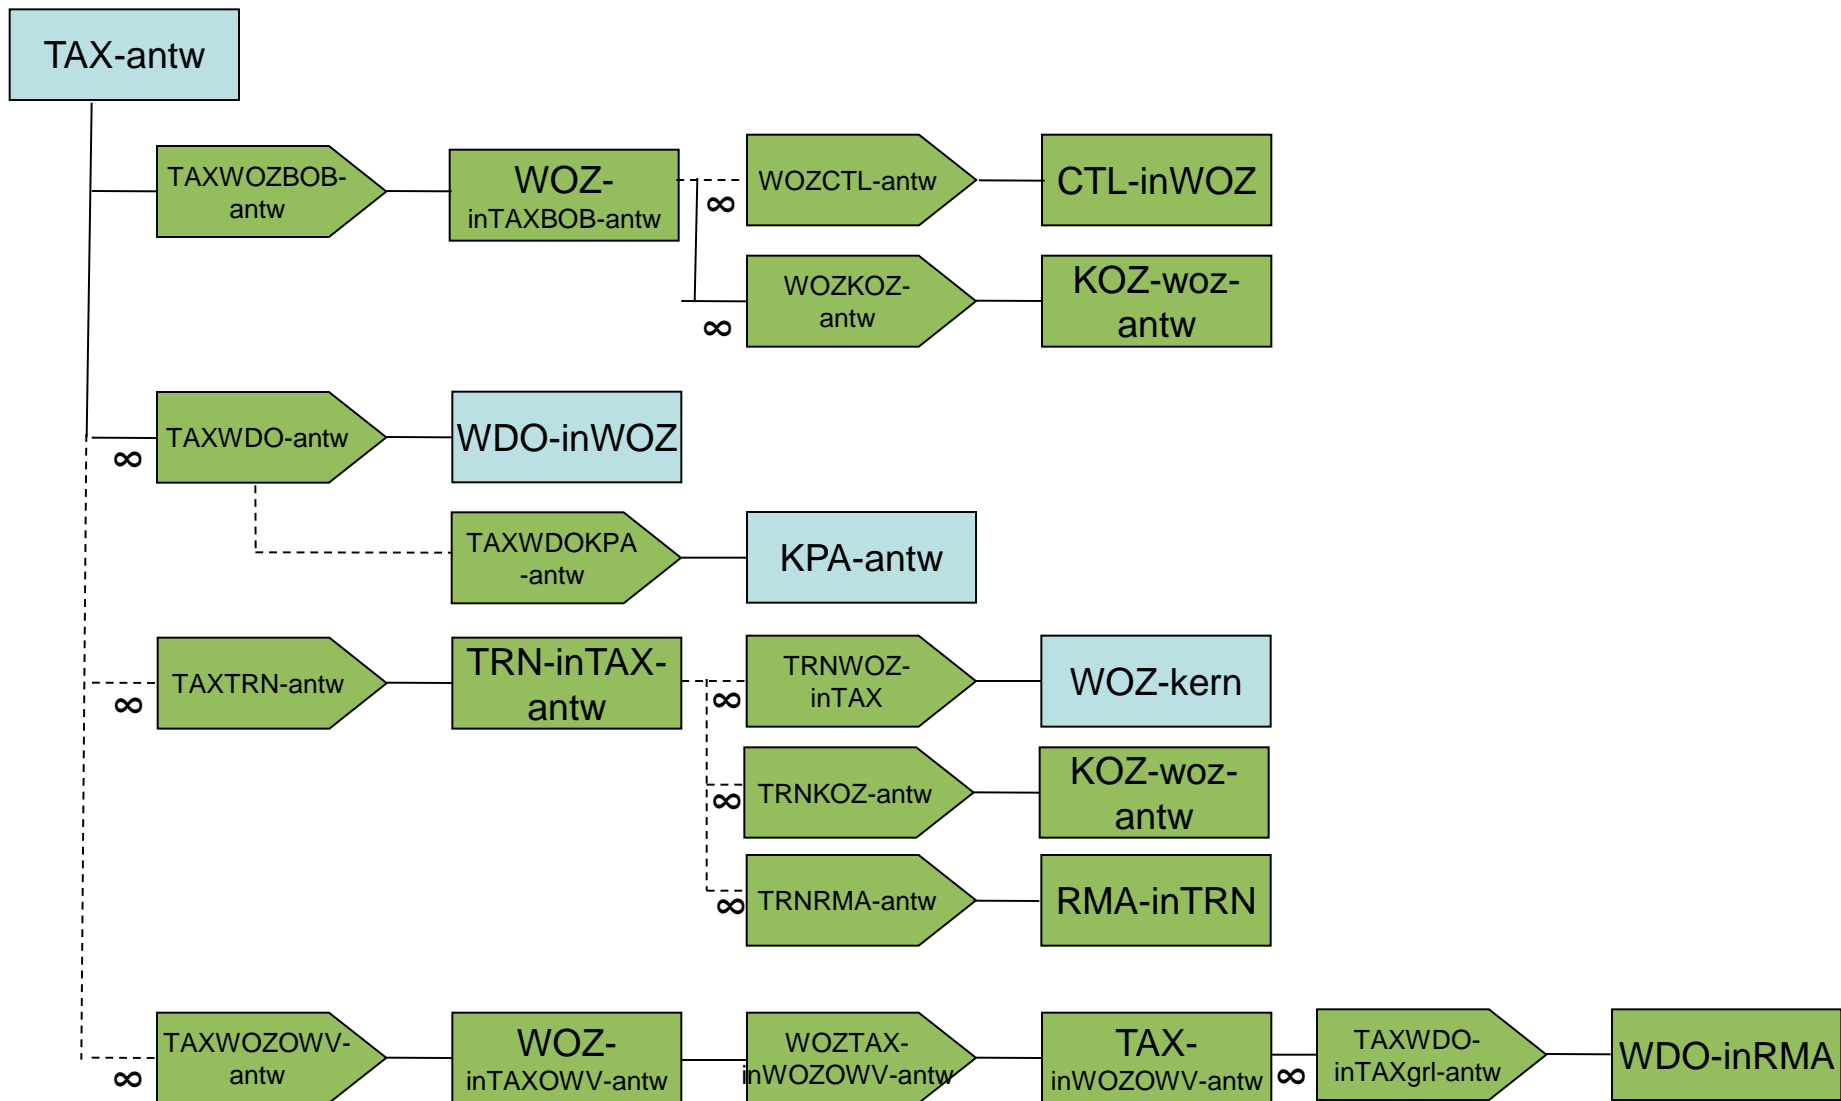 TAX-antw
TAXWOZBOB-
antw
WOZ-
inTAXBOB-antw
WOZCTL-antw
CTL-inWOZ
∞
WOZKOZ-
antw
KOZ-woz-
antw
∞
TAXWDO-antw
WDO-inWOZ
∞
TAXWDOKPA
-antw
KPA-antw
TAXTRN-antw
TRN-inTAX-
antw
TRNWOZ-
inTAX
WOZ-kern
∞
∞
TRNKOZ-antw
KOZ-woz-
antw
∞
TRNRMA-antw
RMA-inTRN
∞
TAXWOZOWV-
antw
WOZ-
inTAXOWV-antw
WOZTAX-
inWOZOWV-antw
TAX-
inWOZOWV-antw
TAXWDO-
inTAXgrl-antw
WDO-inRMA
∞
∞